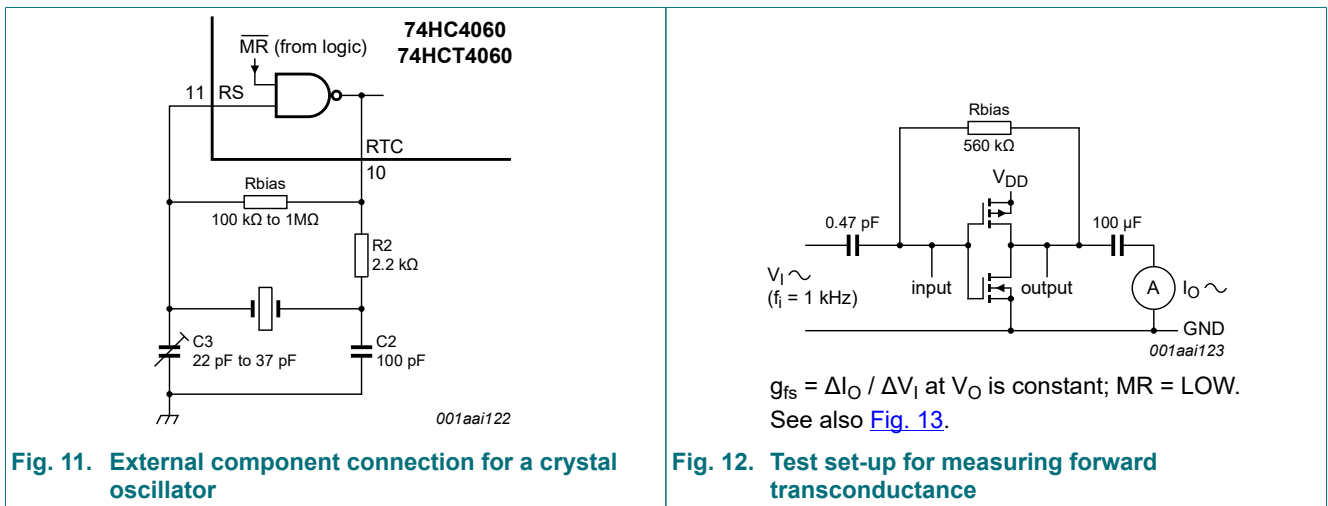 74HC4060
74HCT4060
M̅R̅ (from logic)
11 RS
RTC
10
Rbias
100 kΩ to 1MΩ
R2
2.2 kΩ
C3
22 pF to 37 pF
C2
100 pF
001aai122
Fig. 11. External component connection for a crystal
oscillator
Rbias
560 kΩ
VDD
0.47 pF
100 µF
VI ~
(fi = 1 kHz)
input
output
A
IO ~
GND
001aai123
gfs = ΔIO / ΔVI at VO is constant; MR = LOW.
See also Fig. 13.
Fig. 12. Test set-up for measuring forward
transconductance